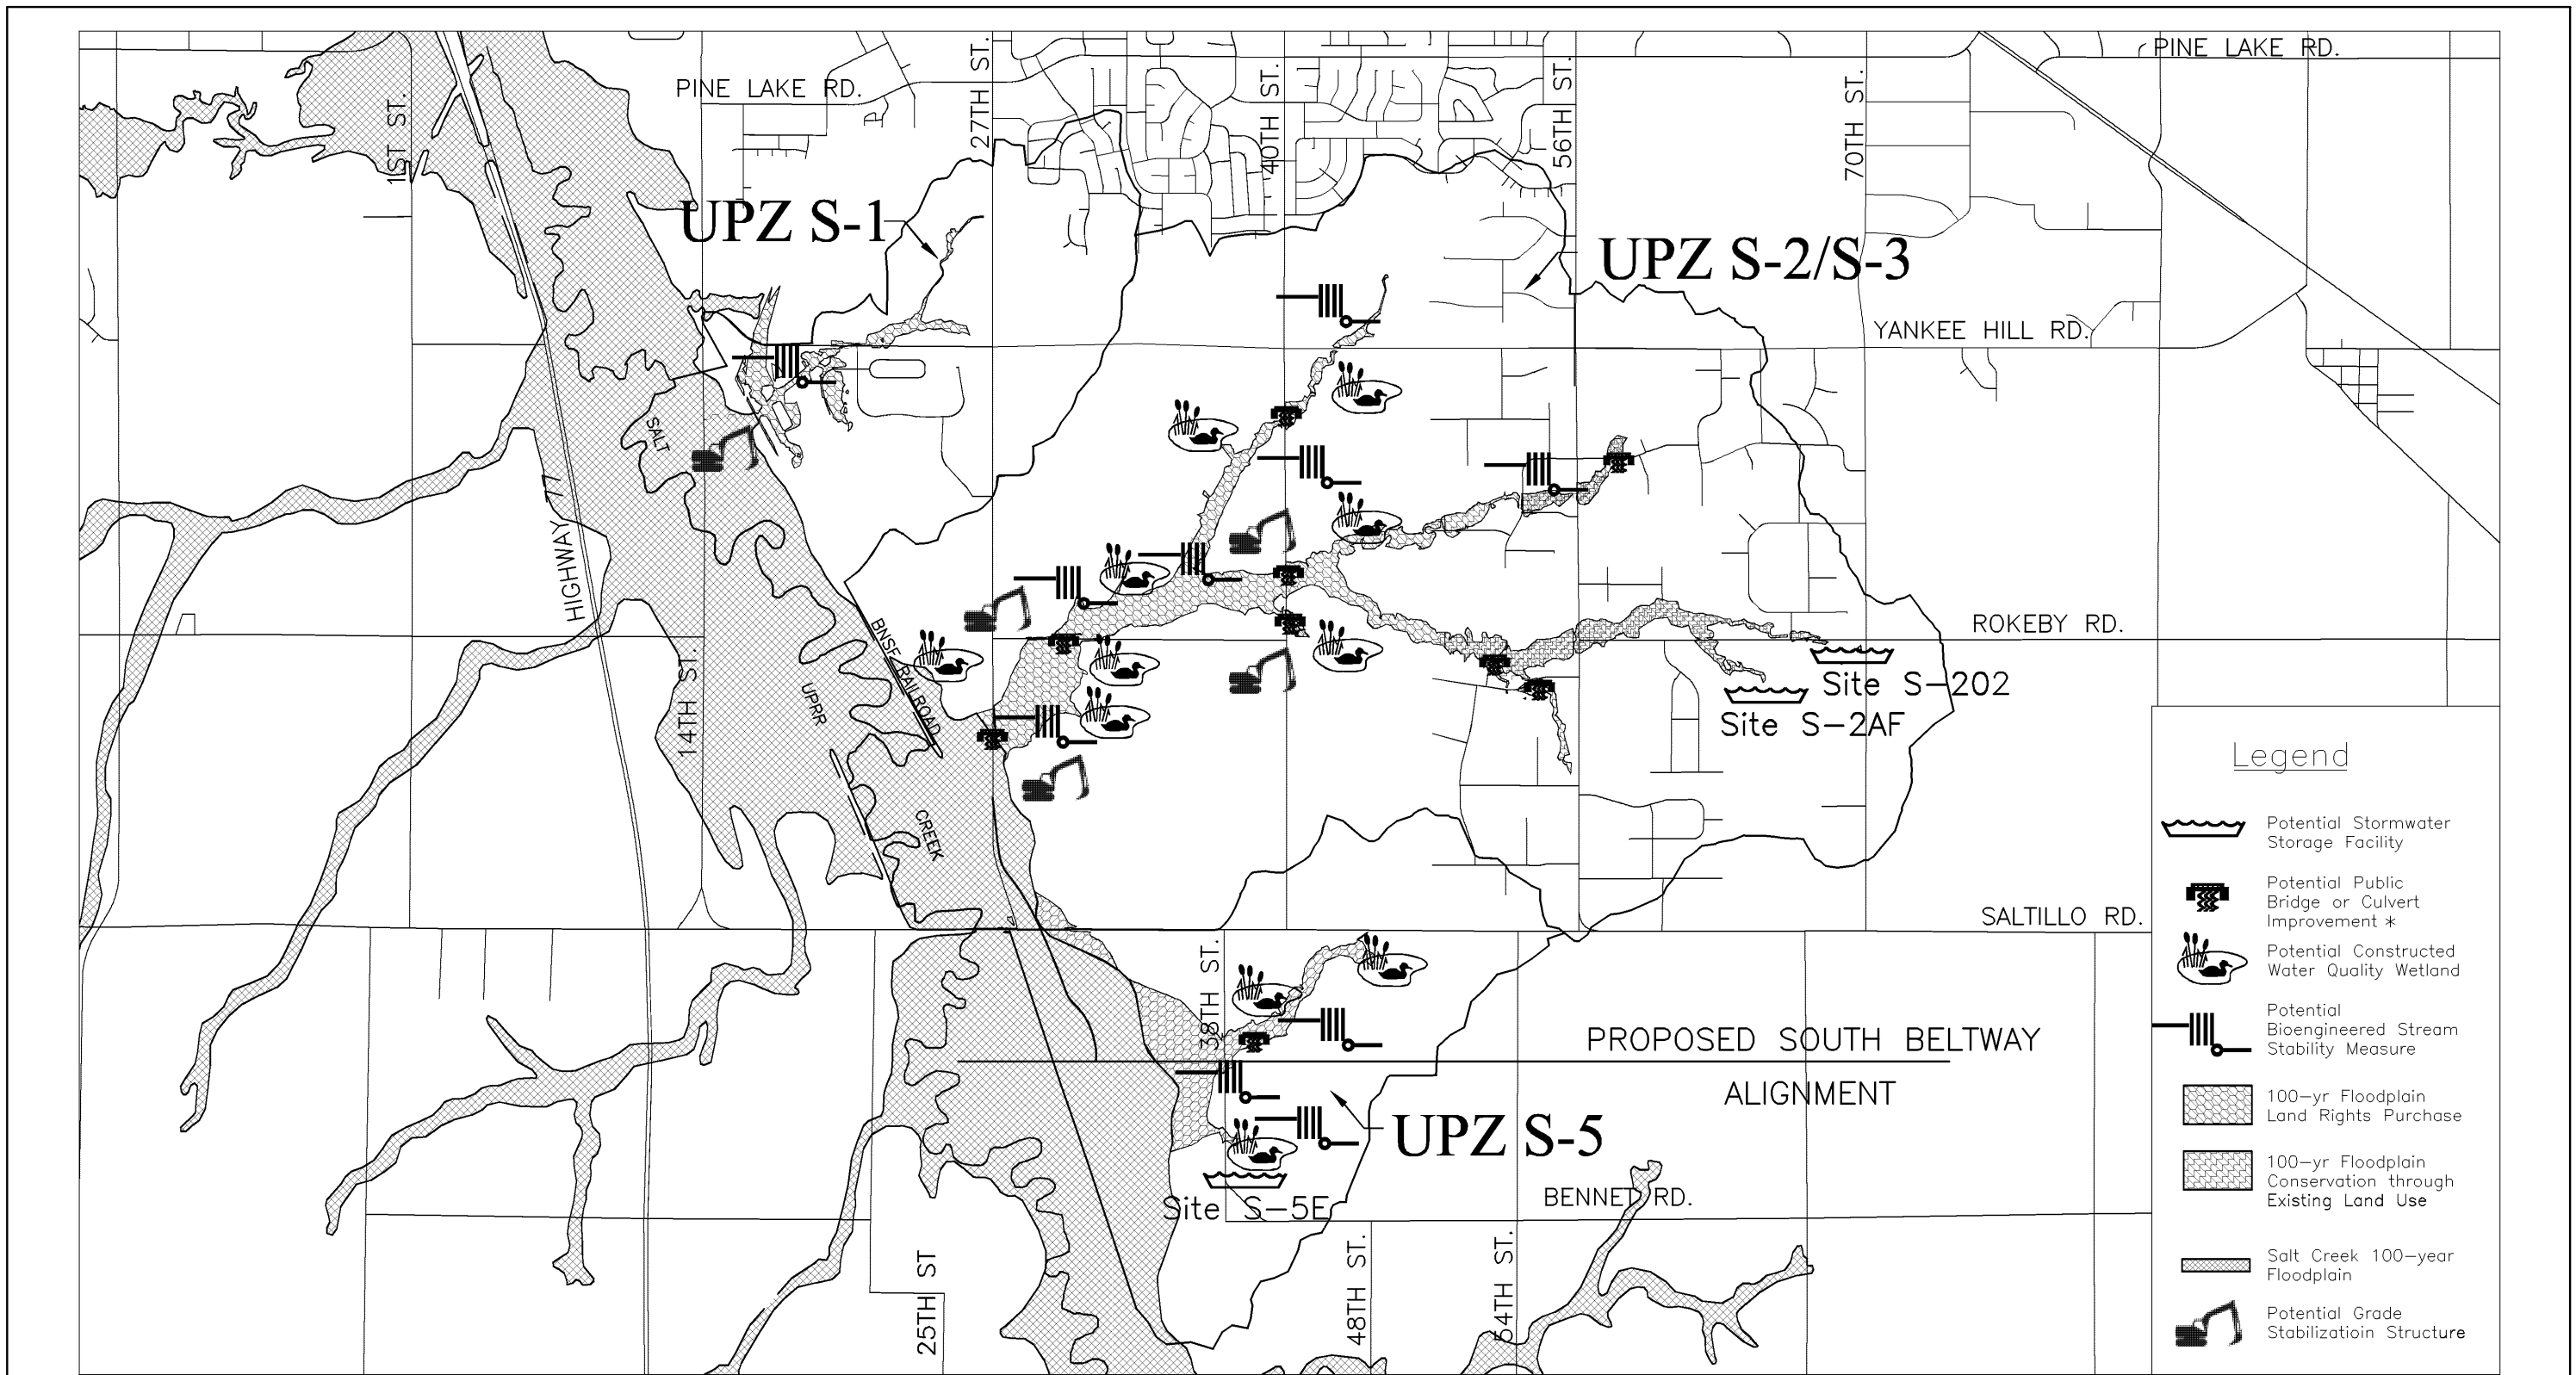 PINE LAKE RD.
PINE LAKE RD.
1ST ST.
27TH ST.
40TH ST.
56TH ST.
70TH ST.
UPZ S-1
UPZ S-2/S-3
YANKEE HILL RD.
SALT
HIGHWAY 77
BNSF RAILROAD
ROKEBY RD.
14TH ST.
UPRR
Site S-202
Site S-2AF
CREEK
SALTILLO RD.
38TH ST.
PROPOSED SOUTH BELTWAY
ALIGNMENT
UPZ S-5
Site S-5E
BENNET RD.
25TH ST
48TH ST.
54TH ST.
Legend
Potential Stormwater
Storage Facility
Potential Public
Bridge or Culvert
Improvement *
Potential Constructed
Water Quality Wetland
Potential
Bioengineered Stream
Stability Measure
100-yr Floodplain
Land Rights Purchase
100-yr Floodplain
Conservation through
Existing Land Use
Salt Creek 100-year
Floodplain
Potential Grade
Stabilizatioin Structure